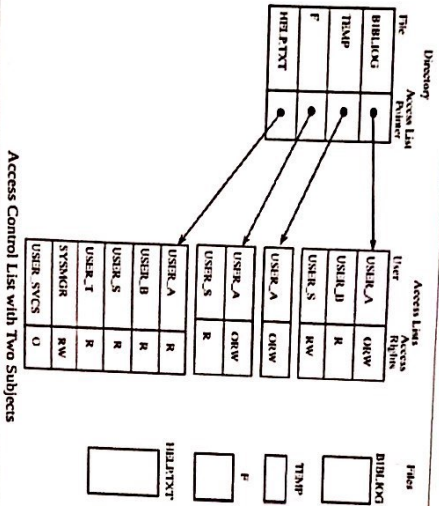 Directory
File
Access List
Pointer
BIBLIOG
TEMP
F
HELP.TXT
Access Lists
User
Access
Rights
USER_A ORW
USER_B R
USER_S RW
USER_A ORW
USER_A ORW
USER_S R
USER_A R
USER_B R
USER_S R
USER_T R
SYSMGR RW
USER_SVCS O
Files
BIBLIOG
TEMP
F
HELP.TXT
Access Control List with Two Subjects